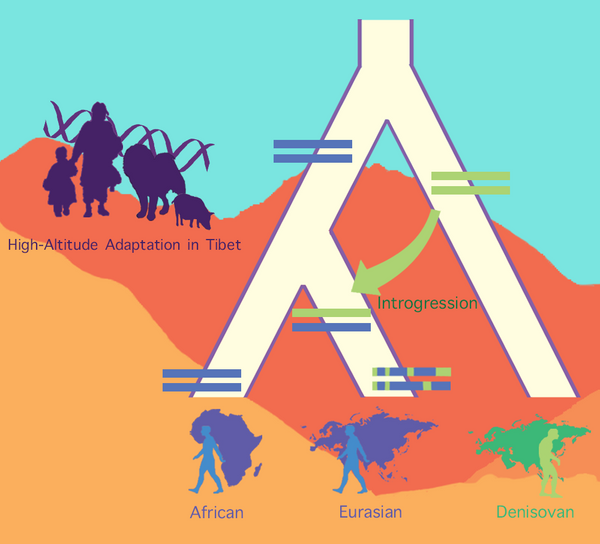 High-Altitude Adaptation in Tibet
Introgression
African
Eurasian
Denisovan